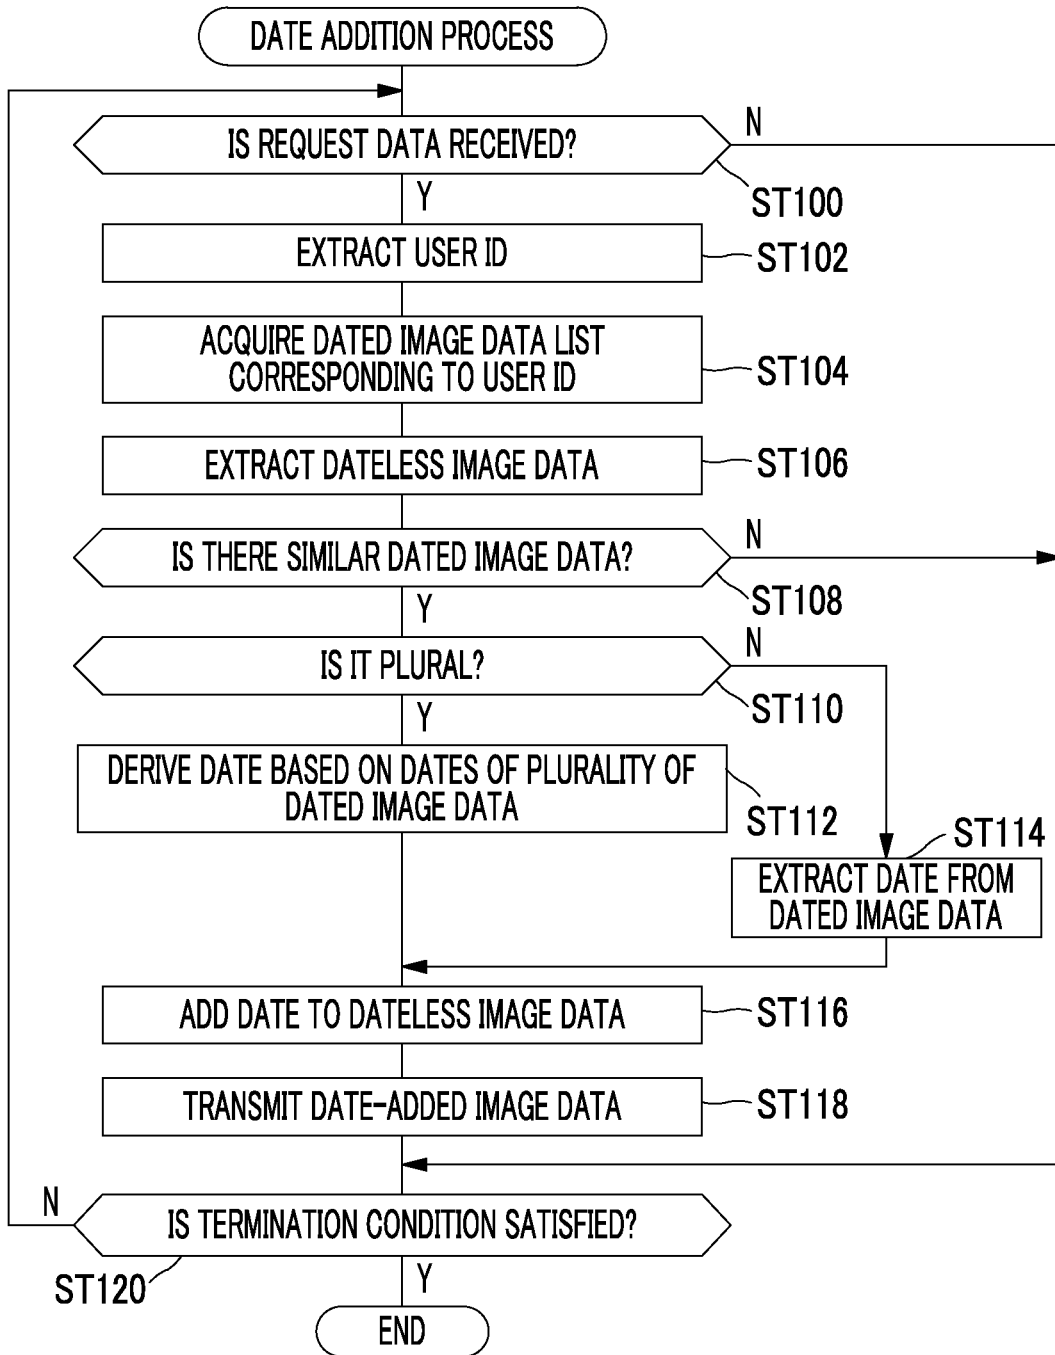 DATE ADDITION PROCESS
IS REQUEST DATA RECEIVED?
N
ST100
Y
EXTRACT USER ID
ST102
ACQUIRE DATED IMAGE DATA LIST
CORRESPONDING TO USER ID
ST104
EXTRACT DATELESS IMAGE DATA
ST106
IS THERE SIMILAR DATED IMAGE DATA?
N
ST108
Y
IS IT PLURAL?
N
ST110
Y
DERIVE DATE BASED ON DATES OF PLURALITY OF
DATED IMAGE DATA
ST112
ST114
EXTRACT DATE FROM
DATED IMAGE DATA
ADD DATE TO DATELESS IMAGE DATA
ST116
TRANSMIT DATE-ADDED IMAGE DATA
ST118
N
IS TERMINATION CONDITION SATISFIED?
ST120
Y
END